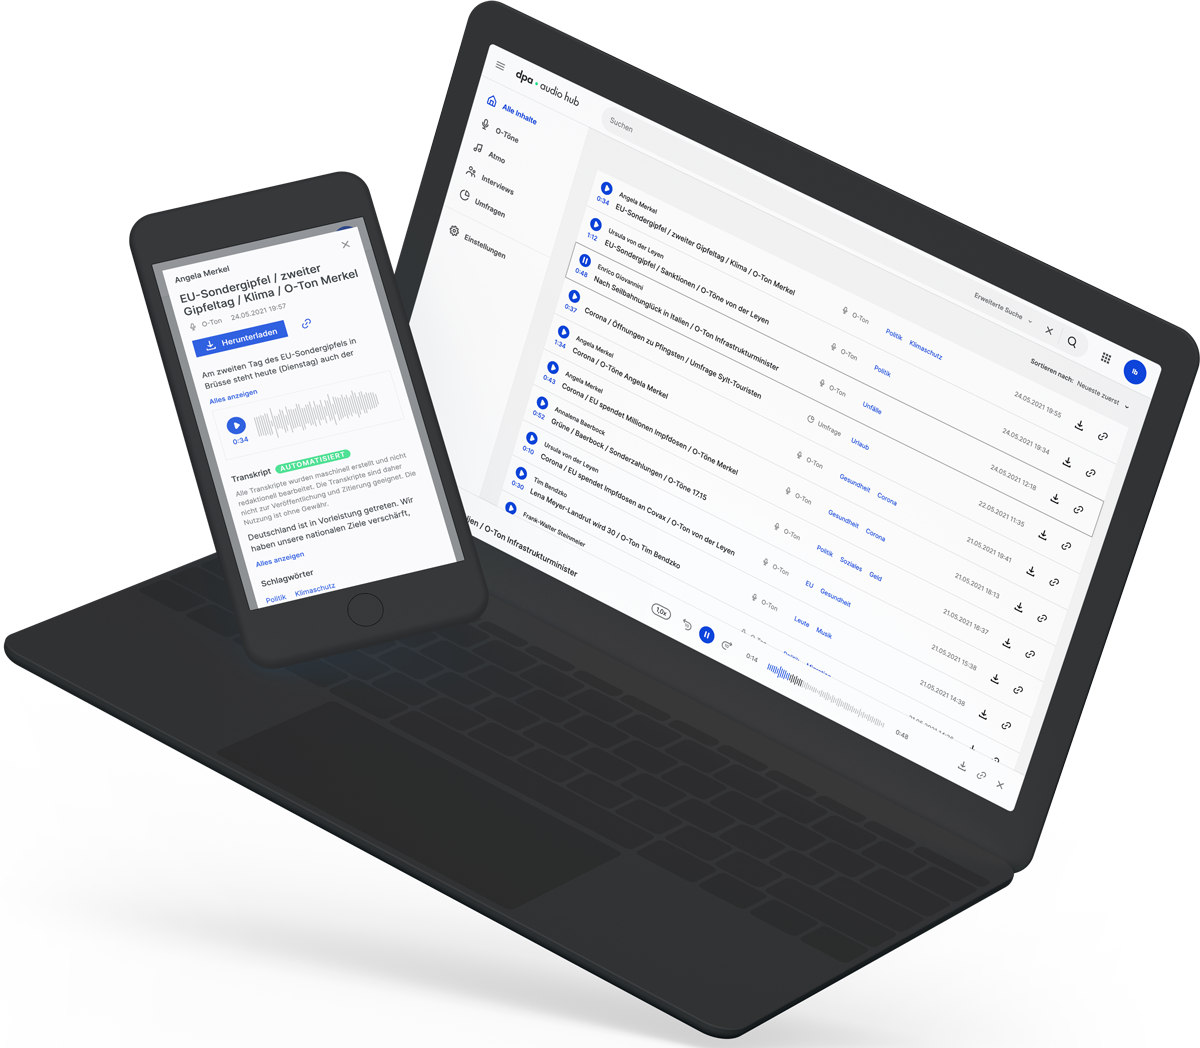 dpa • audio hub
Suchen
Alle Inhalte
O-Töne
Atmo
Interviews
Umfragen
Einstellungen
Erweiterte Suche
lb
Sortieren nach: Neueste zuerst
Angela Merkel
0:34 EU-Sondergipfel / zweiter Gipfeltag / Klima / O-Ton Merkel
O-Ton
Politik Klimaschutz
24.05.2021 19:55
Ursula von der Leyen
1:12 EU-Sondergipfel / Sanktionen / O-Töne von der Leyen
O-Ton
Politik
24.05.2021 19:34
Enrico Giovannini
0:48 Nach Seilbahnunglück in Italien / O-Ton Infrastrukturminister
O-Ton
Unfälle
24.05.2021 12:18
0:37 Corona / Öffnungen zu Pfingsten / Umfrage Sylt-Touristen
Umfrage
Urlaub
22.05.2021 11:35
Angela Merkel
1:34 Corona / O-Töne Angela Merkel
O-Ton
Gesundheit Corona
21.05.2021 19:41
Angela Merkel
0:43 Corona / EU spendet Millionen Impfdosen / O-Töne Merkel
O-Ton
Gesundheit Corona
21.05.2021 18:13
Annalena Baerbock
0:52 Grüne / Baerbock / Sonderzahlungen / O-Töne 17.15
O-Ton
Politik Soziales Geld
21.05.2021 16:37
Ursula von der Leyen
0:10 Corona / EU spendet Impfdosen an Covax / O-Ton von der Leyen
O-Ton
EU Gesundheit
21.05.2021 15:38
Tim Bendzko
0:30 Lena Meyer-Landrut wird 30 / O-Ton Tim Bendzko
O-Ton
Leute Musik
21.05.2021 14:38
Frank-Walter Steinmeier
lien / O-Ton Infrastrukturminister
1,0x
0:14
0:48
Angela Merkel
EU-Sondergipfel / zweiter
Gipfeltag / Klima / O-Ton Merkel
O-Ton 24.05.2021 19:57
Herunterladen
Am zweiten Tag des EU-Sondergipfels in
Brüsse steht heute (Dienstag) auch der
Alles anzeigen
0:34
Transkript AUTOMATISIERT
Alle Transkripte wurden maschinell erstellt und nicht
redaktionell bearbeitet. Die Transkripte sind daher
nicht zur Veröffentlichung und Zitierung geeignet. Die
Nutzung ist ohne Gewähr.
Deutschland ist in Vorleistung getreten. Wir
haben unsere nationalen Ziele verschärft,
Alles anzeigen
Schlagwörter
Politik Klimaschutz